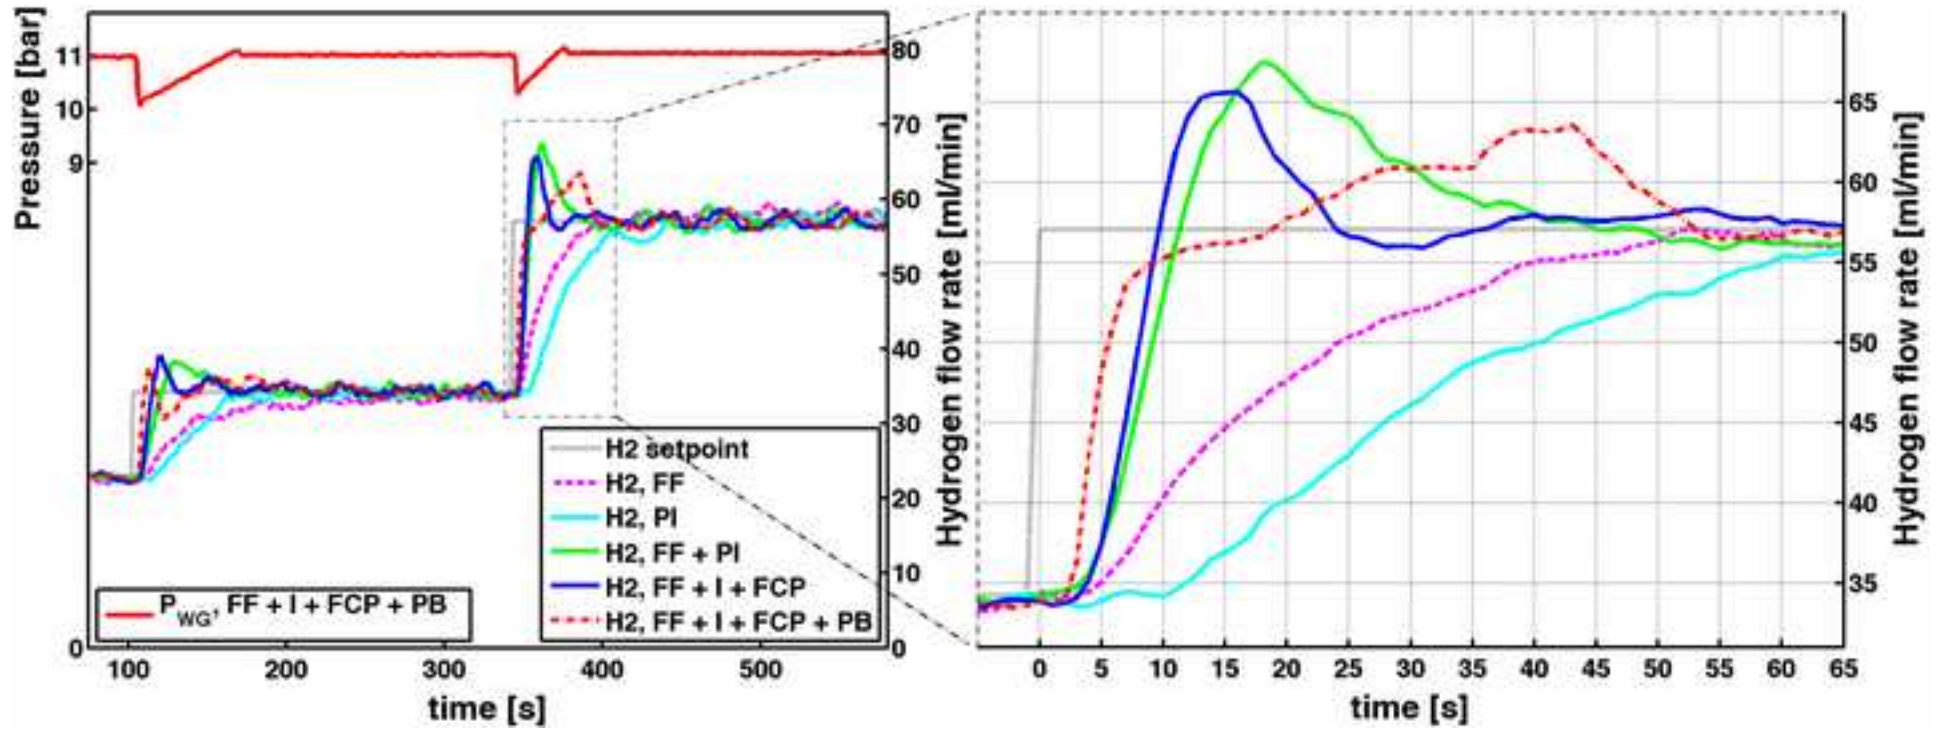 Pressure [bar]
11
10
9
0
80
70
60
50
40
30
20
10
0
Hydrogen flow rate [ml/min]
H2 setpoint
H2, FF
H2, PI
H2, FF + PI
H2, FF + I + FCP
H2, FF + I + FCP + PB
P_WG, FF + I + FCP + PB
100 200 300 400 500
time [s]
65
60
55
50
45
40
35
Hydrogen flow rate [ml/min]
0 5 10 15 20 25 30 35 40 45 50 55 60 65
time [s]